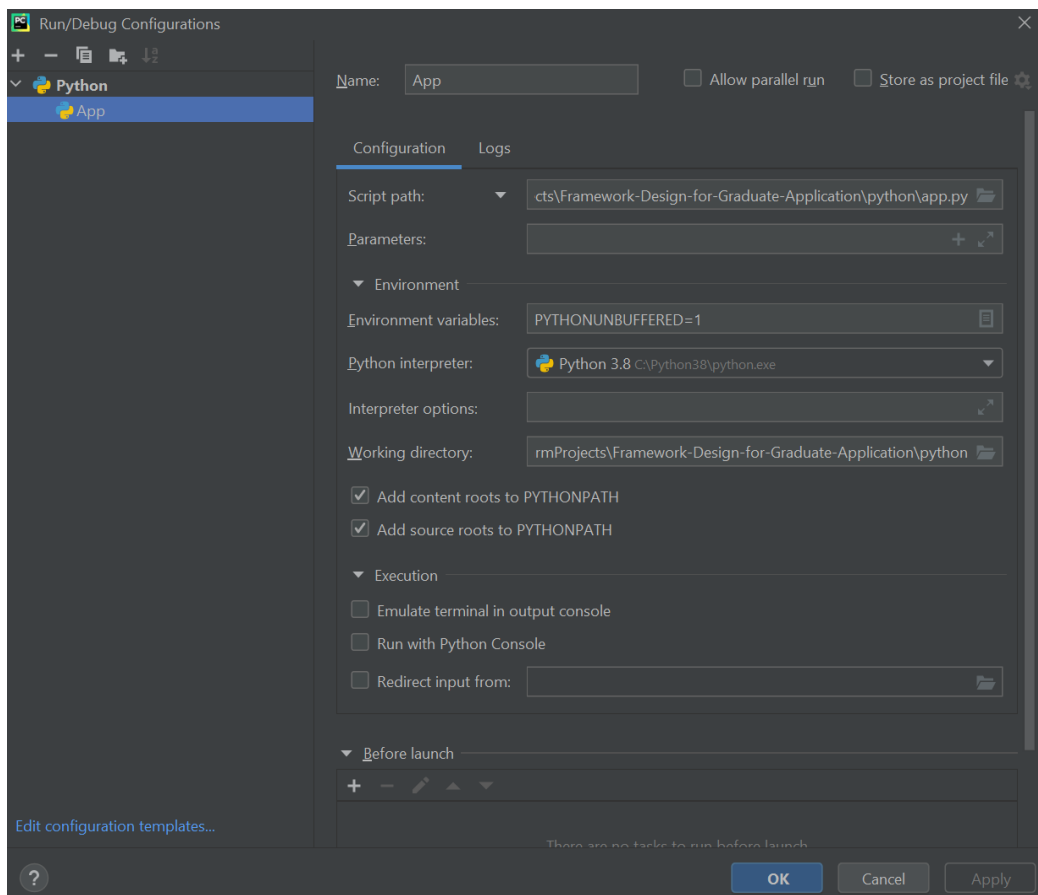 PC Run/Debug Configurations
Python
App
Name: App Allow parallel run Store as project file
Configuration Logs
Script path: cts\Framework-Design-for-Graduate-Application\python\app.py
Parameters:
Environment
Environment variables: PYTHONUNBUFFERED=1
Python interpreter: Python 3.8 C:\Python38\python.exe
Interpreter options:
Working directory: rmProjects\Framework-Design-for-Graduate-Application\python
Add content roots to PYTHONPATH
Add source roots to PYTHONPATH
Execution
Emulate terminal in output console
Run with Python Console
Redirect input from:
Before launch
There are no tasks to run before launch
Edit configuration templates...
? OK Cancel Apply